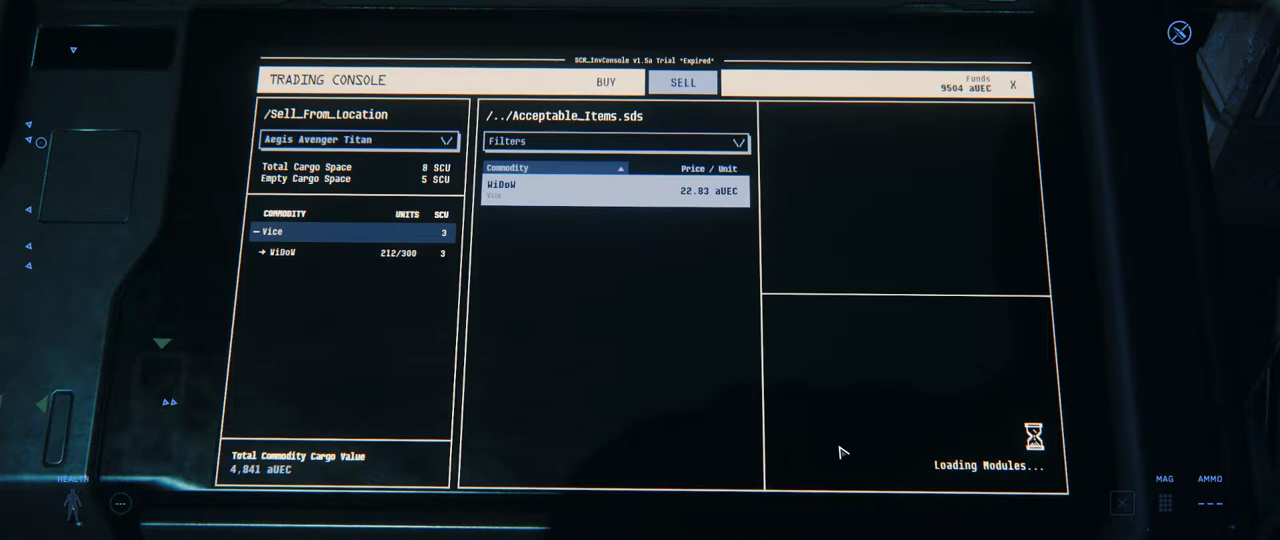 SCR_InvConsole v1.5a Trial *Expired*
TRADING CONSOLE
BUY
SELL
Funds
9504 aUEC
X
/Sell_From_Location
Aegis Avenger Titan
Total Cargo Space 8 SCU
Empty Cargo Space 5 SCU
COMMODITY UNITS SCU
Vice 3
WiDoW 212/300 3
Total Commodity Cargo Value
4,841 aUEC
/../Acceptable_Items.sds
Filters
Commodity Price / Unit
WiDoW 22.83 aUEC
Vice
Loading Modules...
HEALTH
MAG AMMO